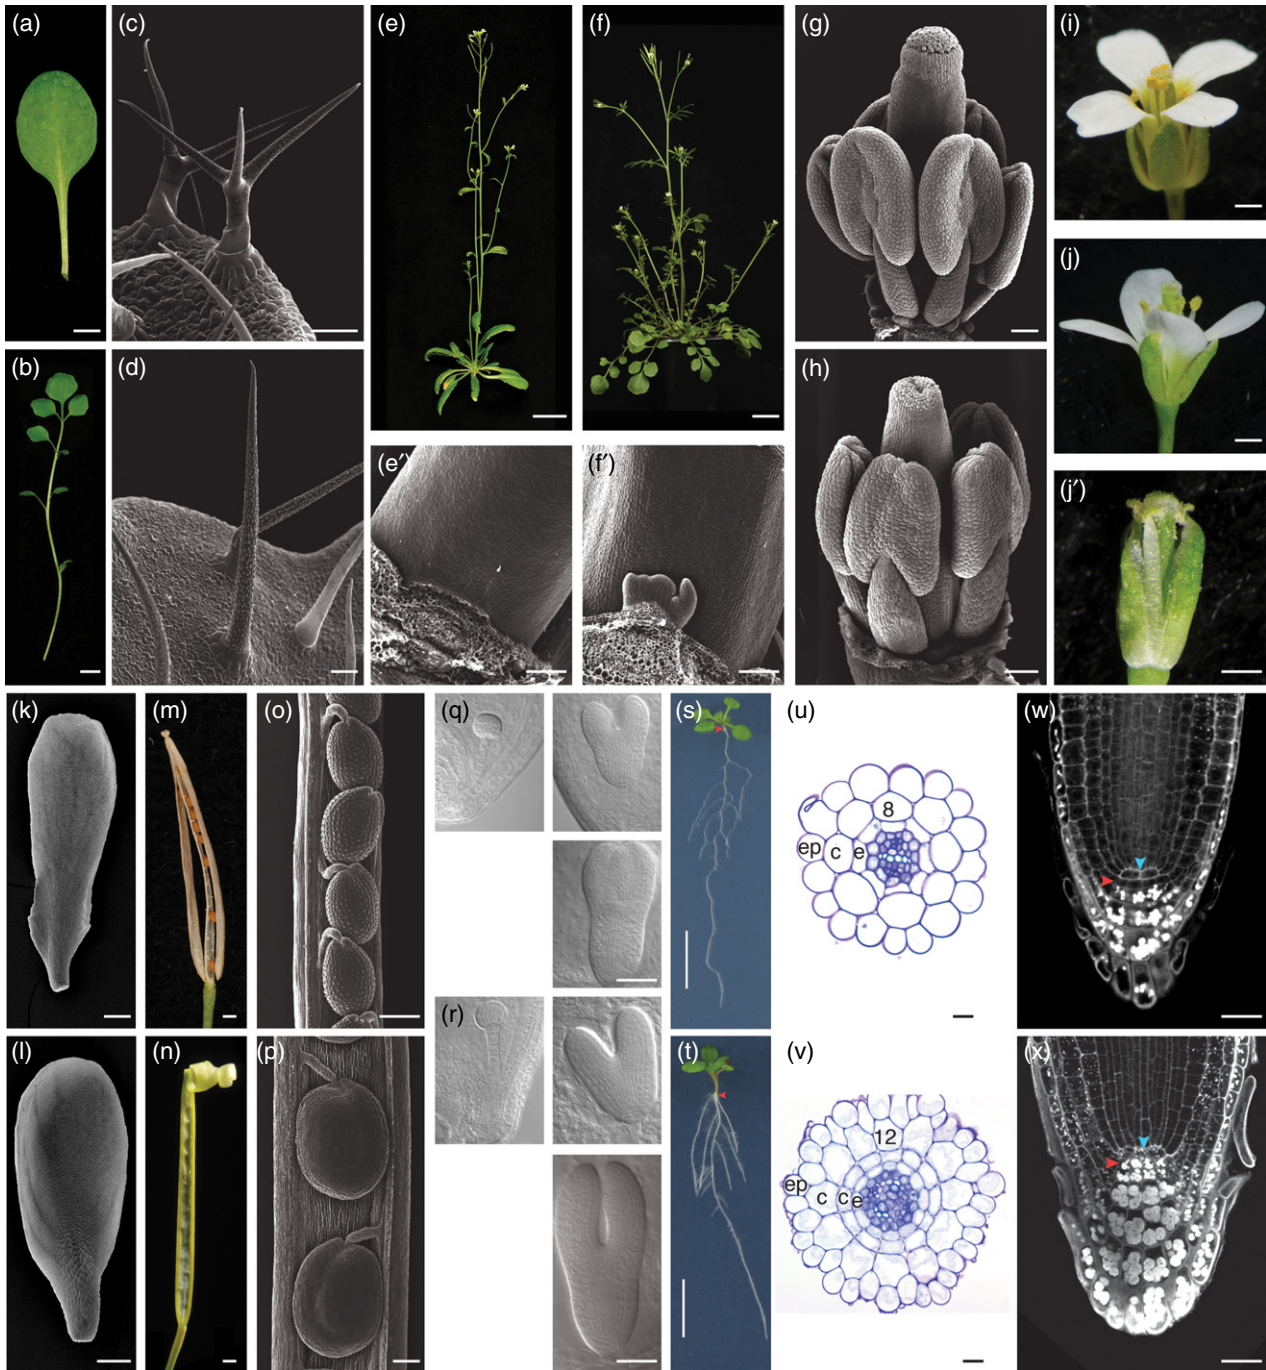 (a)
(c)
(e)
(f)
(g)
(i)
(j)
(b)
(d)
(h)
(e′)
(f′)
(j′)
(k)
(m)
(o)
(q)
(s)
(u)
8
ep c e
(w)
(r)
(l)
(n)
(p)
(t)
(v)
12
ep c c e
(x)